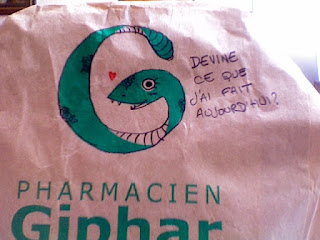 DEVINE
CE QUE
J'AI FAIT
AUJOURD'HUI?
PHARMACIEN
Giphar